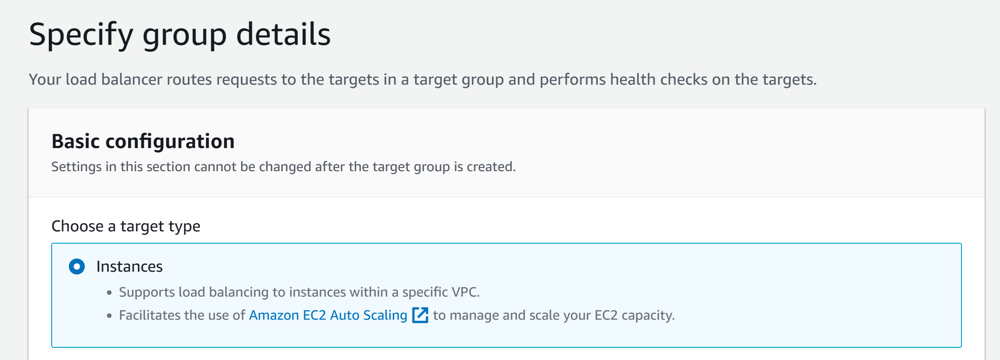 Specify group details
Your load balancer routes requests to the targets in a target group and performs health checks on the targets.
Basic configuration
Settings in this section cannot be changed after the target group is created.
Choose a target type
Instances
• Supports load balancing to instances within a specific VPC.
• Facilitates the use of Amazon EC2 Auto Scaling to manage and scale your EC2 capacity.